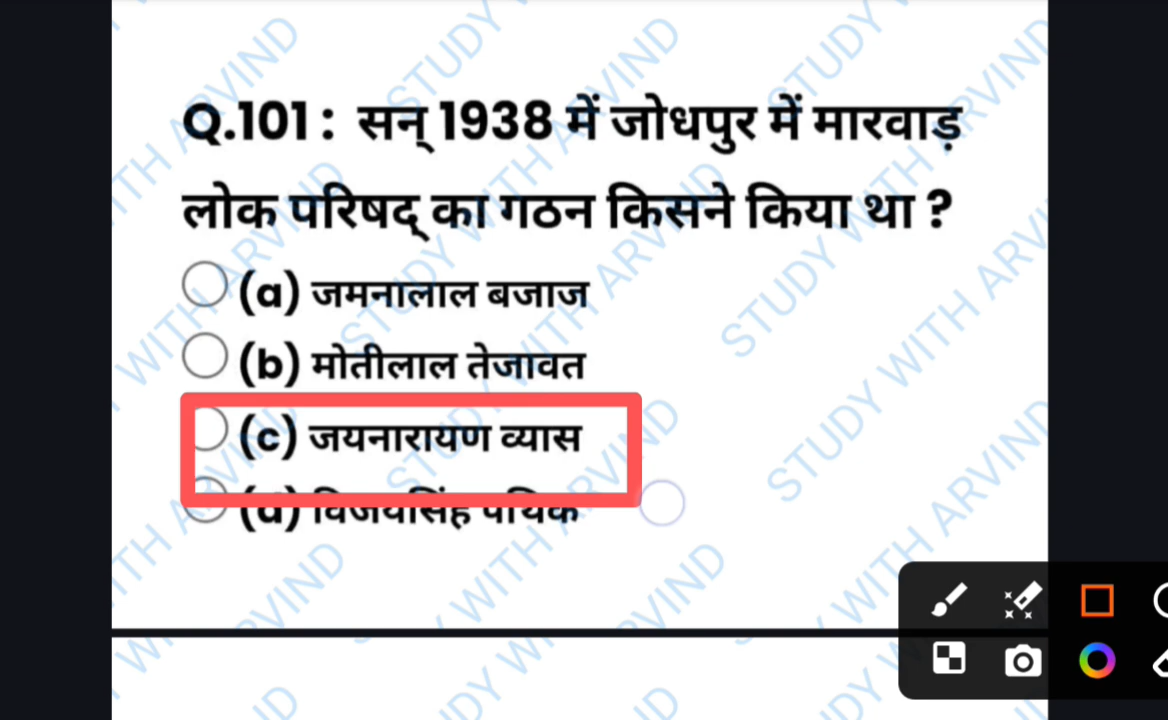 Q.101 : सन् 1938 में जोधपुर में मारवाड़
लोक परिषद् का गठन किसने किया था ?
(a) जमनालाल बजाज
(b) मोतीलाल तेजावत
(c) जयनारायण व्यास
(d) विजयसिंह पथिक
STUDY WITH ARVIND